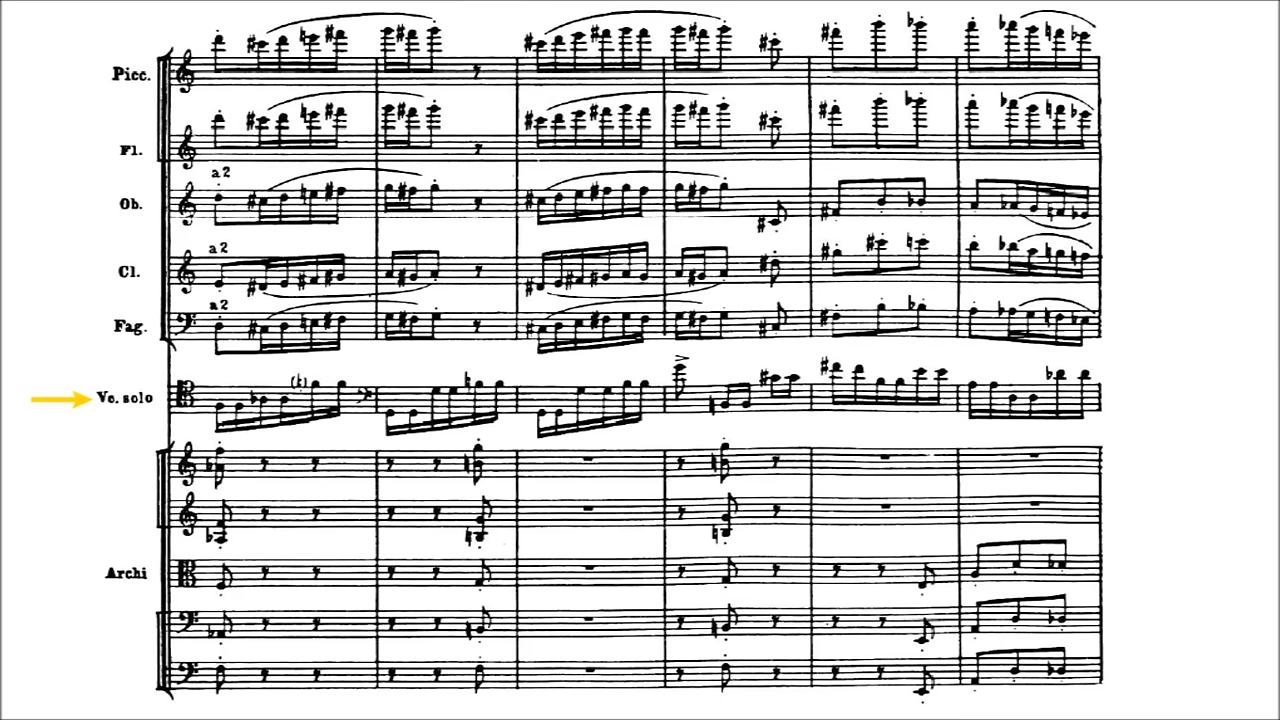 Picc.
Fl.
a 2
Ob.
a 2
Cl.
a 2
Fag.
Vc. solo
Archi